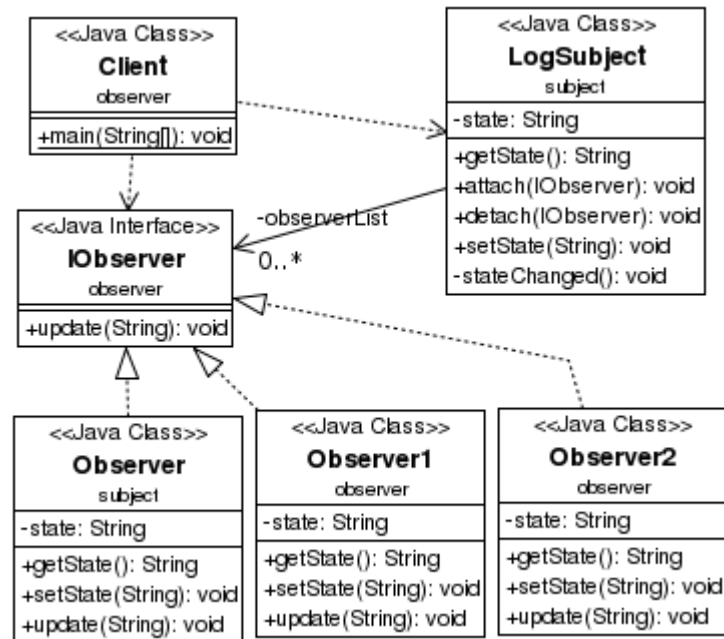 <<Java Class>>
Client
observer
+main(String[]): void
<<Java Class>>
LogSubject
subject
-state: String
+getState(): String
+attach(IObserver): void
+detach(IObserver): void
+setState(String): void
-stateChanged(): void
-observerList
0..*
<<Java Interface>>
IObserver
observer
+update(String): void
<<Java Class>>
Observer
subject
-state: String
+getState(): String
+setState(String): void
+update(String): void
<<Java Class>>
Observer1
observer
-state: String
+getState(): String
+setState(String): void
+update(String): void
<<Java Class>>
Observer2
observer
-state: String
+getState(): String
+setState(String): void
+update(String): void